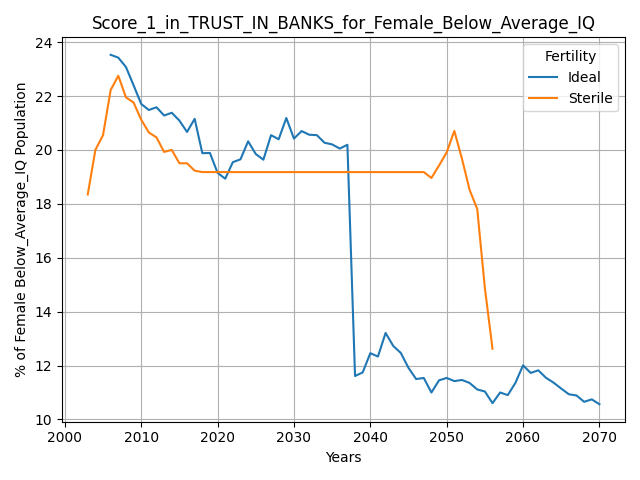 Score_1_in_TRUST_IN_BANKS_for_Female_Below_Average_IQ
% of Female Below_Average_IQ Population
24
22
20
18
16
14
12
10
Fertility
Ideal
Sterile
2000 2010 2020 2030 2040 2050 2060 2070
Years